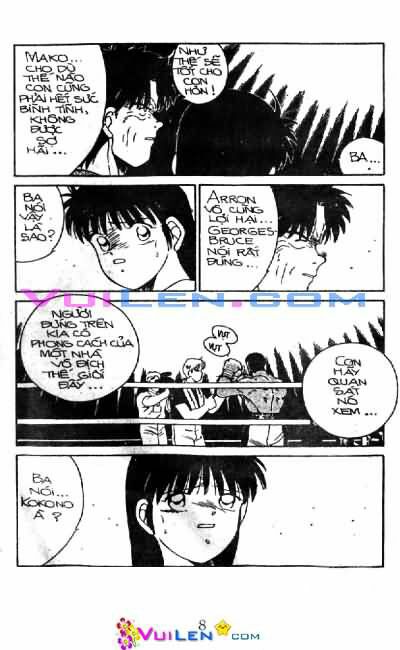 MAKO...
CHO DÙ
THẾ NÀO
CON CŨNG
PHẢI HẾT SỨC
BÌNH TĨNH,
KHÔNG
ĐƯỢC
SỢ
HÃI...
NHƯ
THẾ SẼ
TỐT CHO
CON
HƠN!
BA...
BA
NÓI
VẬY
LÀ
SAO?
ARRON
VÔ CÙNG
LỢI HẠI...
GEORGES-
BRUCE
NÓI RẤT
ĐÚNG...
VUILEN.COM
NGƯỜI
ĐỨNG TRÊN
KIA CÓ
PHONG CÁCH CỦA
MỘT NHÀ
VÔ ĐỊCH
THẾ GIỚI
ĐẤY...
VÚT
VÚT
CON
HÃY
QUAN
SÁT
NÓ
XEM...
BA
NÓI...
KOKONO
À?
8
VUILEN.COM